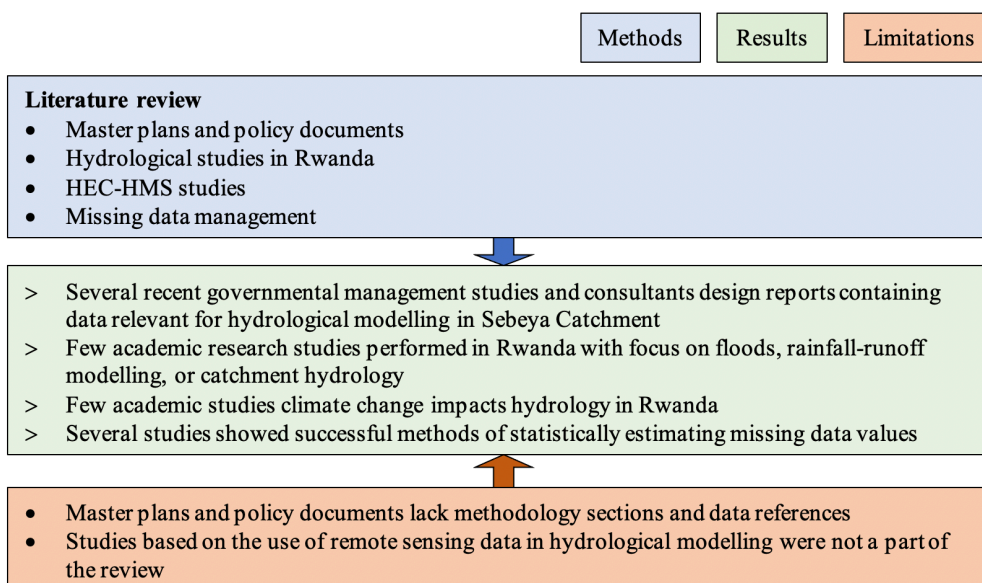 Methods Results Limitations
Literature review
• Master plans and policy documents
• Hydrological studies in Rwanda
• HEC-HMS studies
• Missing data management
> Several recent governmental management studies and consultants design reports containing
data relevant for hydrological modelling in Sebeya Catchment
> Few academic research studies performed in Rwanda with focus on floods, rainfall-runoff
modelling, or catchment hydrology
> Few academic studies climate change impacts hydrology in Rwanda
> Several studies showed successful methods of statistically estimating missing data values
• Master plans and policy documents lack methodology sections and data references
• Studies based on the use of remote sensing data in hydrological modelling were not a part of
the review